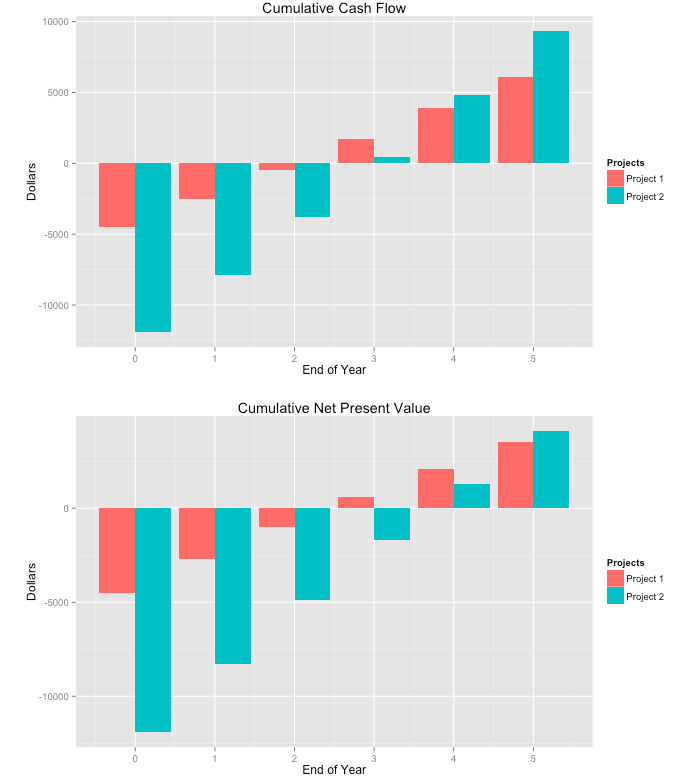 Cumulative Cash Flow
10000
5000
0
-5000
-10000
Dollars
0 1 2 3 4 5
End of Year
Projects
Project 1
Project 2
Cumulative Net Present Value
0
-5000
-10000
Dollars
0 1 2 3 4 5
End of Year
Projects
Project 1
Project 2